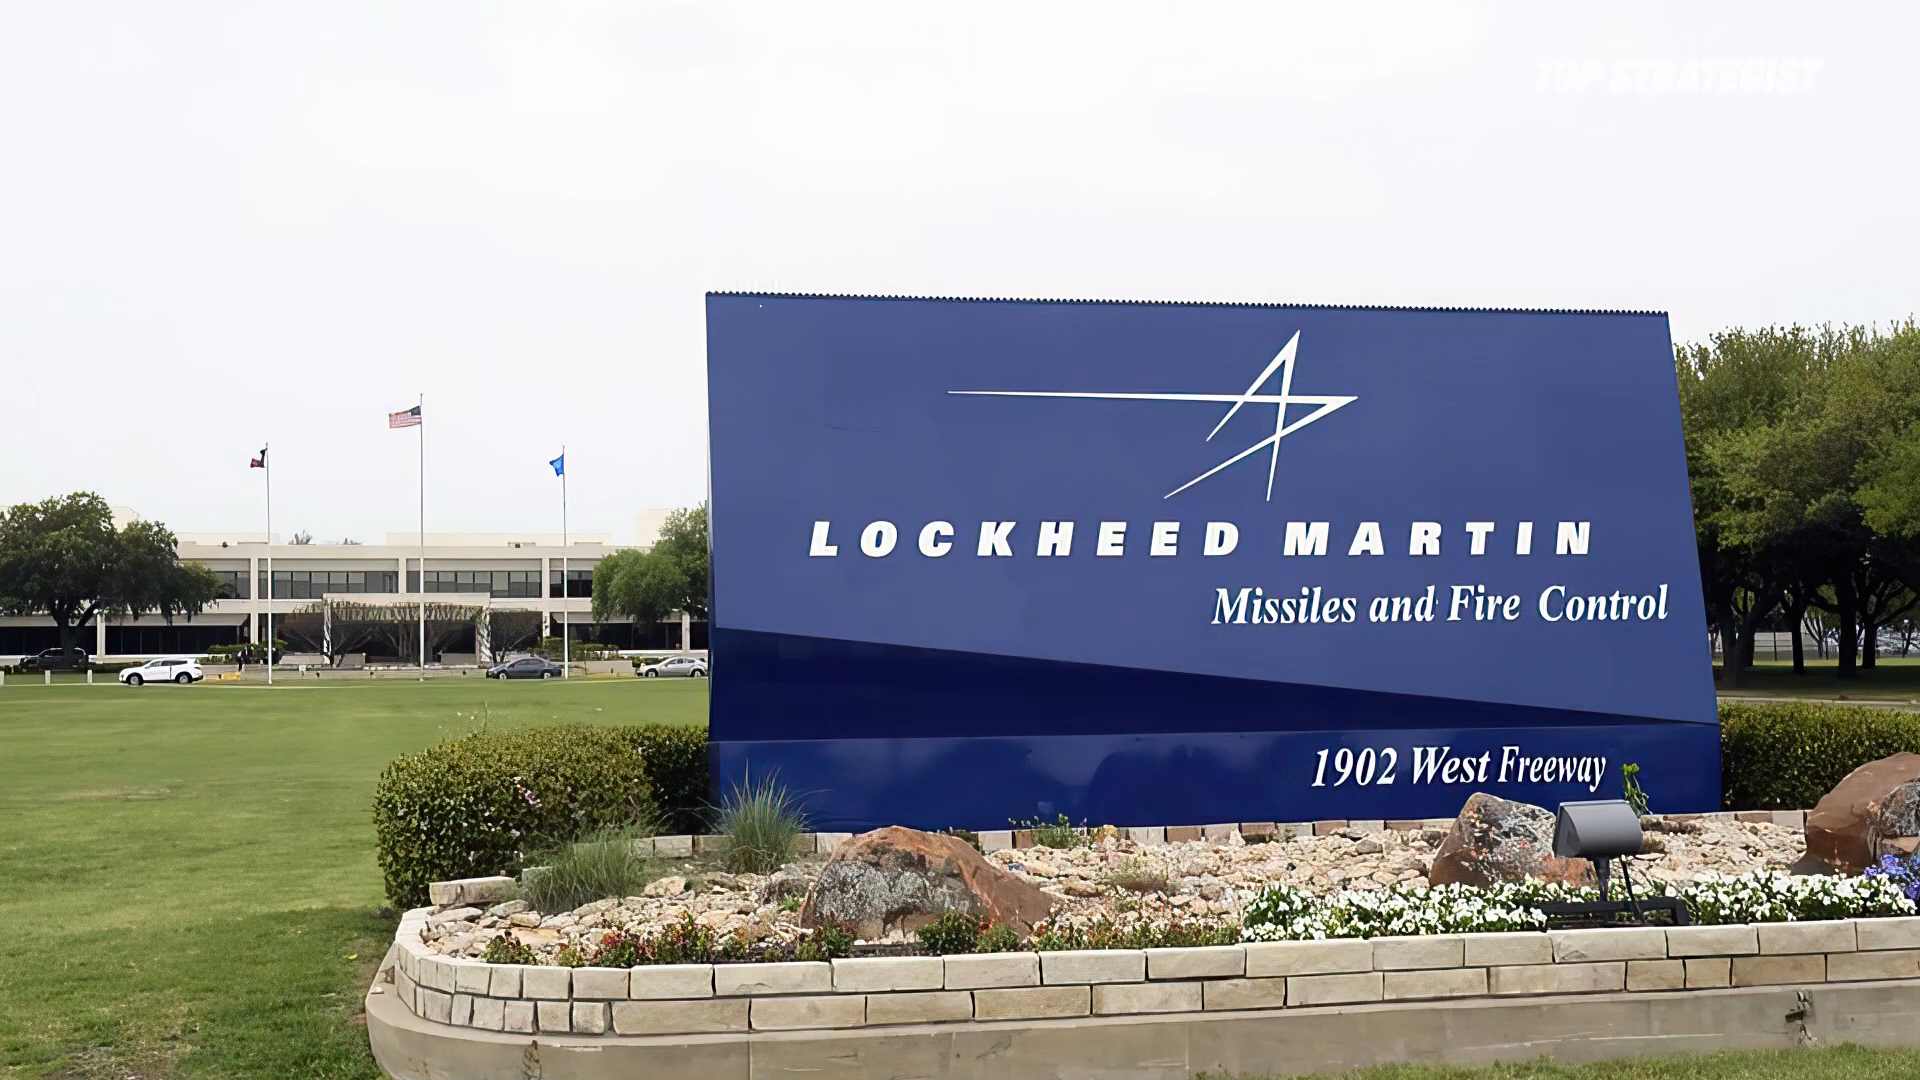 TOP STRATEGIST
LOCKHEED MARTIN
Missiles and Fire Control
1902 West Freeway